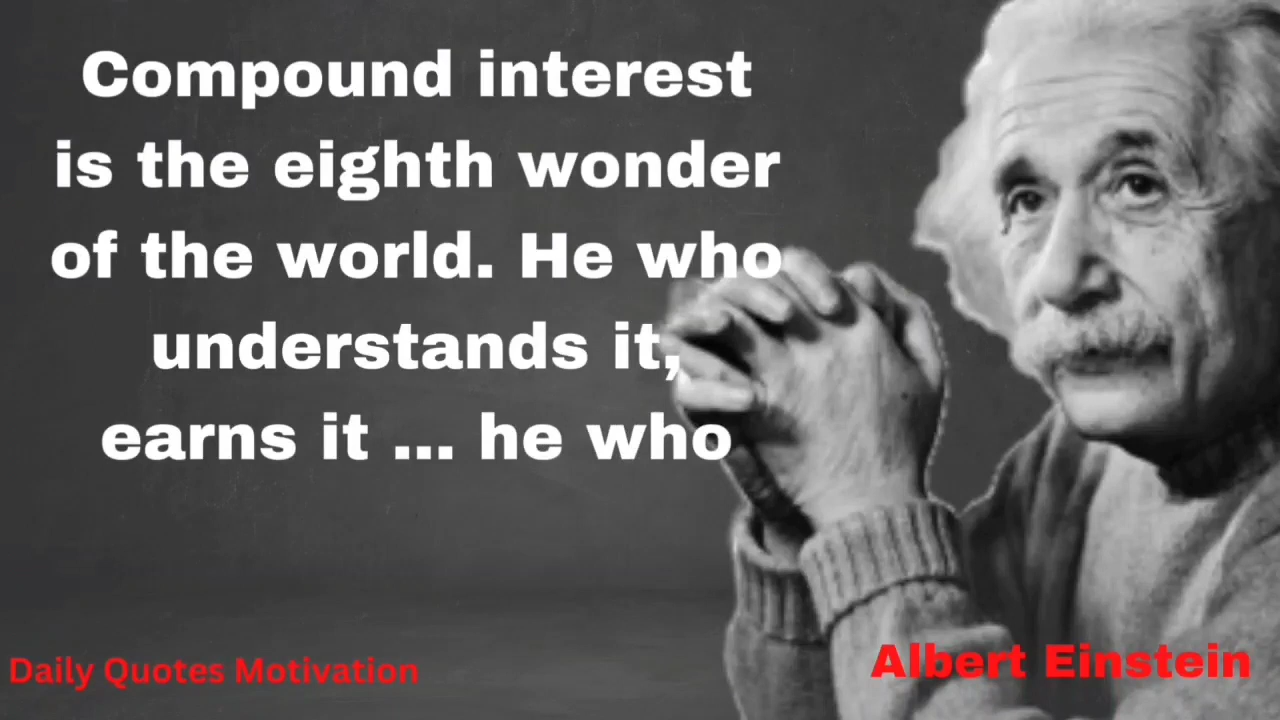 Compound interest
is the eighth wonder
of the world. He who
understands it,
earns it ... he who
Daily Quotes Motivation
Albert Einstein